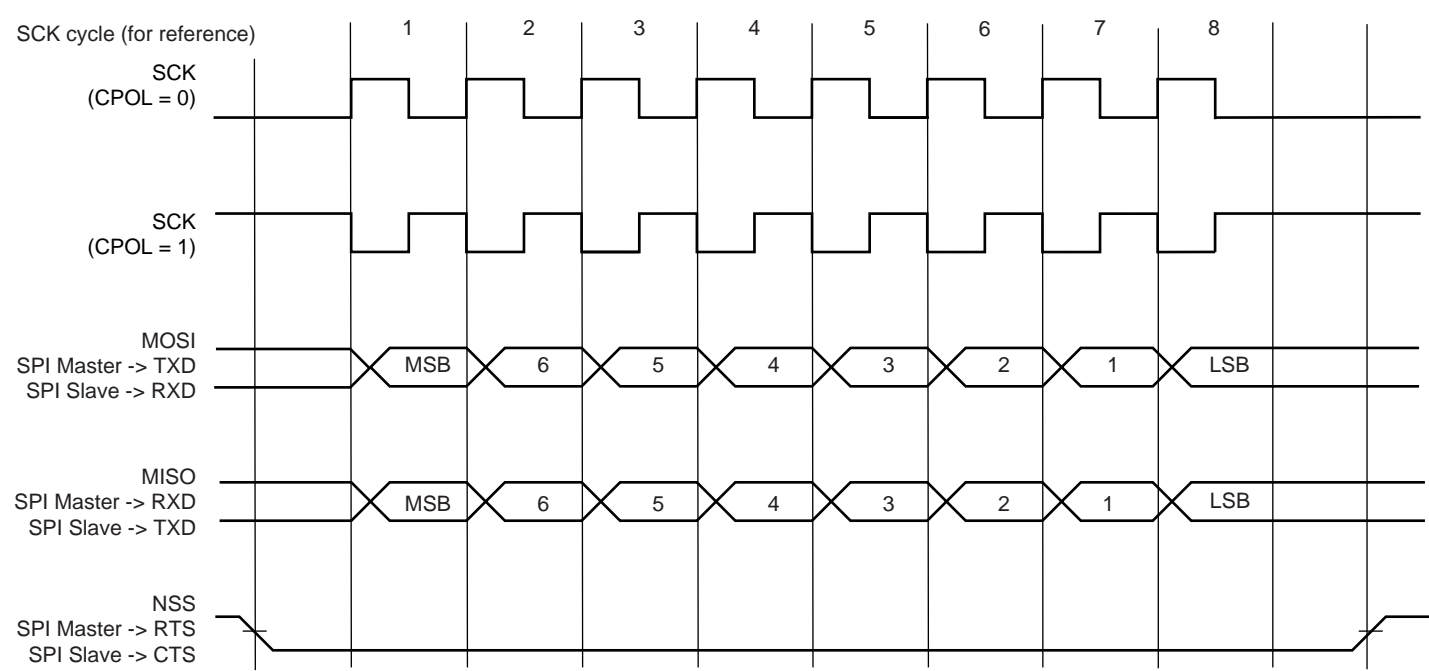 SCK cycle (for reference)
1 2 3 4 5 6 7 8
SCK
(CPOL = 0)
SCK
(CPOL = 1)
MOSI
SPI Master -> TXD
SPI Slave -> RXD
MSB 6 5 4 3 2 1 LSB
MISO
SPI Master -> RXD
SPI Slave -> TXD
MSB 6 5 4 3 2 1 LSB
NSS
SPI Master -> RTS
SPI Slave -> CTS